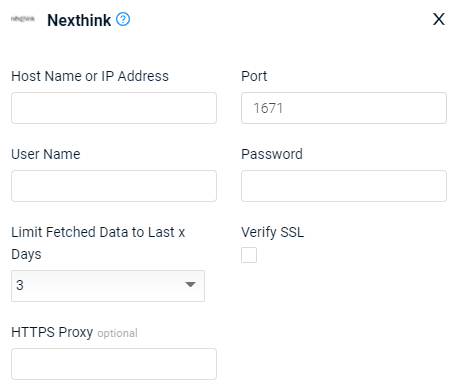 Nexthink ? X
Host Name or IP Address Port
1671
User Name Password
Limit Fetched Data to Last x Verify SSL
Days
3
HTTPS Proxy optional